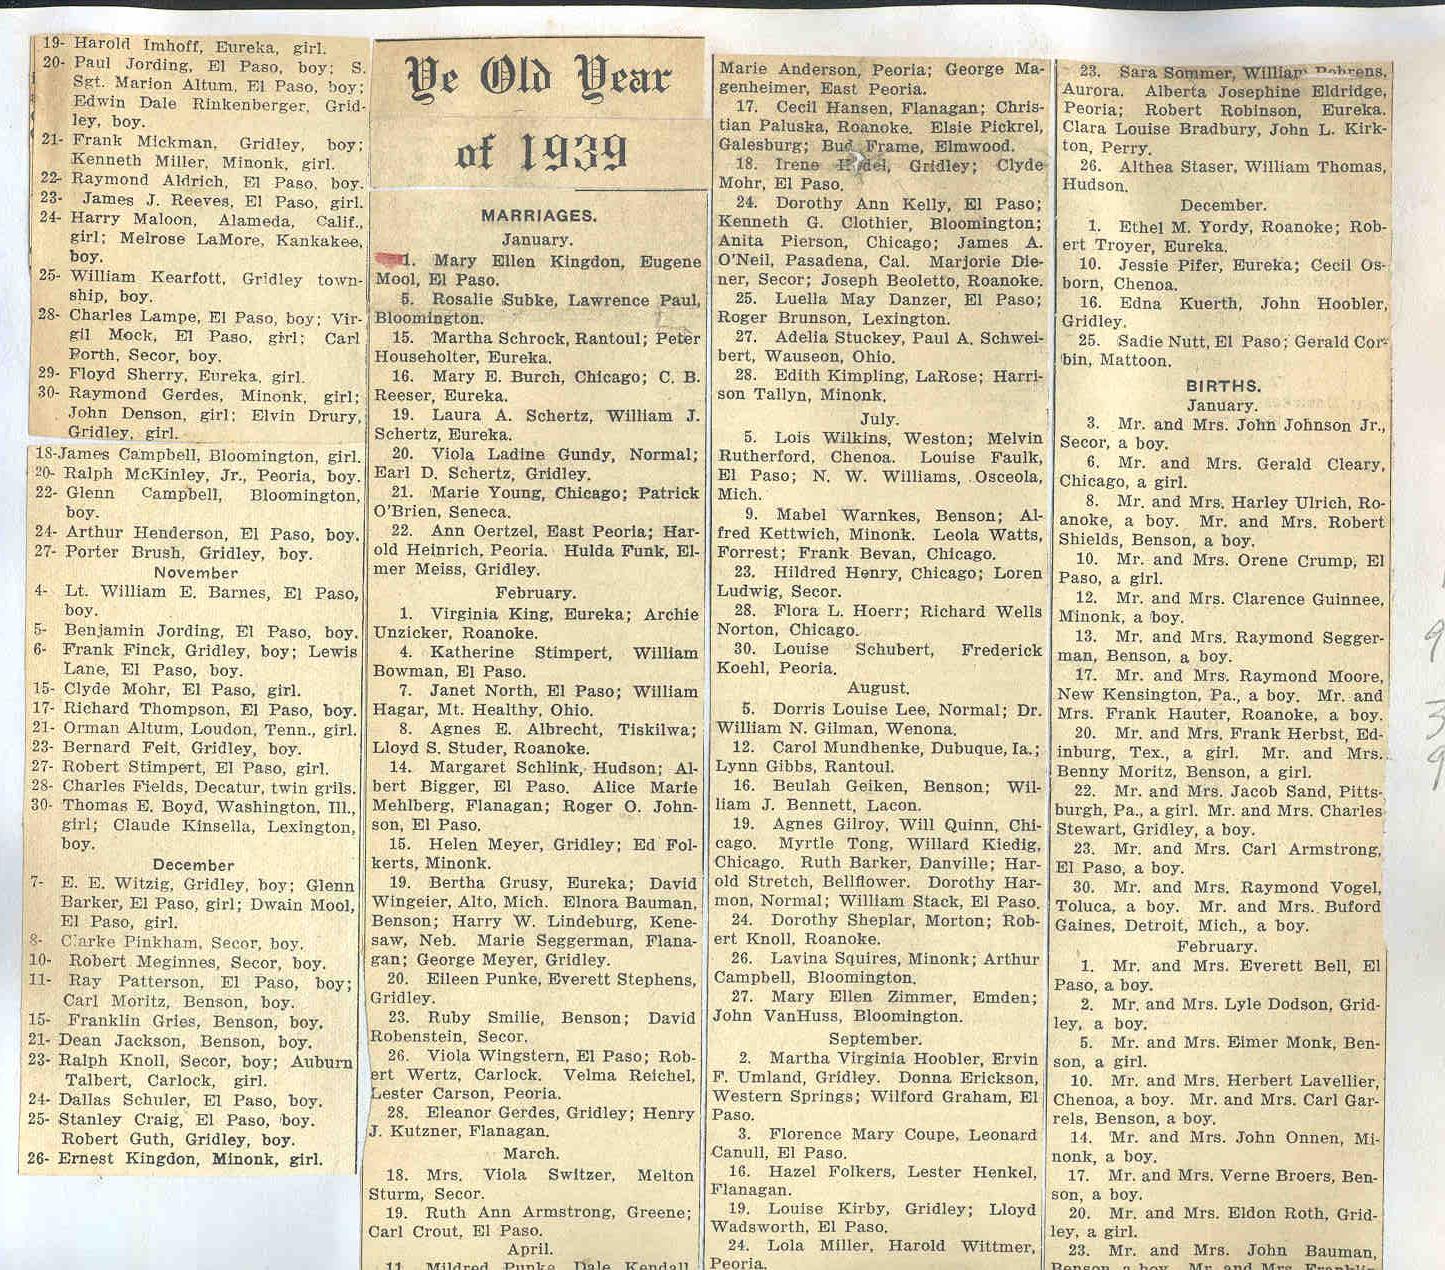 19- Harold Imhoff, Eureka, girl.
20- Paul Jording, El Paso, boy; S.
Sgt. Marion Altum, El Paso, boy;
Edwin Dale Rinkenberger, Grid-
ley, boy.
21- Frank Mickman, Gridley, boy;
Kenneth Miller, Minonk, girl.
22- Raymond Aldrich, El Paso, boy.
23- James J. Reeves, El Paso, girl.
24- Harry Maloon, Alameda, Calif.,
girl; Melrose LaMore, Kankakee,
boy.
25- William Kearfott, Gridley town-
ship, boy.
28- Charles Lampe, El Paso, boy; Vir-
gil Mock, El Paso, girl; Carl
Forth, Secor, boy.
29- Floyd Sherry, Eureka, girl.
30- Raymond Gerdes, Minonk, girl;
John Denson, girl; Elvin Drury,
Gridley, girl.
18-James Campbell, Bloomington, girl.
20- Ralph McKinley, Jr., Peoria, boy.
22- Glenn Campbell, Bloomington,
boy.
24- Arthur Henderson, El Paso, boy.
27- Porter Brush, Gridley, boy.
November
4- Lt. William E. Barnes, El Paso,
boy.
5- Benjamin Jording, El Paso, boy.
6- Frank Finck, Gridley, boy; Lewis
Lane, El Paso, boy.
15- Clyde Mohr, El Paso, girl.
17- Richard Thompson, El Paso, boy.
21- Orman Altum, Loudon, Tenn., girl.
23- Bernard Feit, Gridley, boy.
27- Robert Stimpert, El Paso, girl.
28- Charles Fields, Decatur, twin grils.
30- Thomas E. Boyd, Washington, Ill.,
girl; Claude Kinsella, Lexington,
boy.
December
7- E. E. Witzig, Gridley, boy; Glenn
Barker, El Paso, girl; Dwain Mool,
El Paso, girl.
8- Clarke Pinkham, Secor, boy.
10- Robert Meginnes, Secor, boy.
11- Ray Patterson, El Paso, boy;
Carl Moritz, Benson, boy.
15- Franklin Gries, Benson, boy.
21- Dean Jackson, Benson, boy.
23- Ralph Knoll, Secor, boy; Auburn
Talbert, Carlock, girl.
24- Dallas Schuler, El Paso, boy.
25- Stanley Craig, El Paso, boy.
Robert Guth, Gridley, boy.
26- Ernest Kingdon, Minonk, girl.
Ye Old Year
of 1939
MARRIAGES.
January.
1. Mary Ellen Kingdon, Eugene
Mool, El Paso.
5. Rosalie Subke, Lawrence Paul,
Bloomington.
15. Martha Schrock, Rantoul; Peter
Householter, Eureka.
16. Mary E. Burch, Chicago; C. B.
Reeser, Eureka.
19. Laura A. Schertz, William J.
Schertz, Eureka.
20. Viola Ladine Gundy, Normal;
Earl D. Schertz, Gridley.
21. Marie Young, Chicago; Patrick
O'Brien, Seneca.
22. Ann Oertzel, East Peoria; Har-
old Heinrich, Peoria. Hulda Funk, El-
mer Meiss, Gridley.
February.
1. Virginia King, Eureka; Archie
Unzicker, Roanoke.
4. Katherine Stimpert, William
Bowman, El Paso.
7. Janet North, El Paso; William
Hagar, Mt. Healthy, Ohio.
8. Agnes E. Albrecht, Tiskilwa;
Lloyd S. Studer, Roanoke.
14. Margaret Schlink, Hudson; Al-
bert Bigger, El Paso. Alice Marie
Mehlberg, Flanagan; Roger O. John-
son, El Paso.
15. Helen Meyer, Gridley; Ed Fol-
kerts, Minonk.
19. Bertha Grusy, Eureka; David
Wingeier, Alto, Mich. Elnora Bauman,
Benson; Harry W. Lindeburg, Kene-
saw, Neb. Marie Seggerman, Flana-
gan; George Meyer, Gridley.
20. Eileen Punke, Everett Stephens,
Gridley.
23. Ruby Smilie, Benson; David
Robenstein, Secor.
26. Viola Wingstern, El Paso; Rob-
ert Wertz, Carlock. Velma Reichel,
Lester Carson, Peoria.
28. Eleanor Gerdes, Gridley; Henry
J. Kutzner, Flanagan.
March.
18. Mrs. Viola Switzer, Melton
Sturm, Secor.
19. Ruth Ann Armstrong, Greene;
Carl Crout, El Paso.
April.
11. Mildred Punke, Dale Kendall,
Marie Anderson, Peoria; George Ma-
genheimer, East Peoria.
17. Cecil Hansen, Flanagan; Chris-
tian Paluska, Roanoke. Elsie Pickrel,
Galesburg; Bud Frame, Elmwood.
18. Irene Gridley; Clyde
Mohr, El Paso.
24. Dorothy Ann Kelly, El Paso;
Kenneth G. Clothier, Bloomington;
Anita Pierson, Chicago; James A.
O'Neil, Pasadena, Cal. Marjorie Die-
ner, Secor; Joseph Beoletto, Roanoke.
25. Luella May Danzer, El Paso;
Roger Brunson, Lexington.
27. Adelia Stuckey, Paul A. Schwei-
bert, Wauseon, Ohio.
28. Edith Kimpling, LaRose; Harri-
son Tallyn, Minonk.
July.
5. Lois Wilkins, Weston; Melvin
Rutherford, Chenoa. Louise Faulk,
El Paso; N. W. Williams, Osceola,
Mich.
9. Mabel Warnkes, Benson; Al-
fred Kettwich, Minonk. Leola Watts,
Forrest; Frank Bevan, Chicago.
23. Hildred Henry, Chicago; Loren
Ludwig, Secor.
28. Flora L. Hoerr; Richard Wells
Norton, Chicago.
30. Louise Schubert, Frederick
Koehl, Peoria.
August.
5. Dorris Louise Lee, Normal; Dr.
William N. Gilman, Wenona.
12. Carol Mundhenke, Dubuque, Ia.;
Lynn Gibbs, Rantoul.
16. Beulah Geiken, Benson; Wil-
liam J. Bennett, Lacon.
19. Agnes Gilroy, Will Quinn, Chi-
cago. Myrtle Tong, Willard Kiedig,
Chicago. Ruth Barker, Danville; Har-
old Stretch, Bellflower. Dorothy Har-
mon, Normal; William Stack, El Paso.
24. Dorothy Sheplar, Morton; Rob-
ert Knoll, Roanoke.
26. Lavina Squires, Minonk; Arthur
Campbell, Bloomington.
27. Mary Ellen Zimmer, Emden;
John VanHuss, Bloomington.
September.
2. Martha Virginia Hoobler, Ervin
F. Umland, Gridley. Donna Erickson,
Western Springs; Wilford Graham, El
Paso.
3. Florence Mary Coupe, Leonard
Canull, El Paso.
16. Hazel Folkers, Lester Henkel,
Flanagan.
19. Louise Kirby, Gridley; Lloyd
Wadsworth, El Paso.
24. Lola Miller, Harold Wittmer,
Peoria.
23. Sara Sommer, William Behrens,
Aurora. Alberta Josephine Eldridge,
Peoria; Robert Robinson, Eureka.
Clara Louise Bradbury, John L. Kirk-
ton, Perry.
26. Althea Staser, William Thomas,
Hudson.
December.
1. Ethel M. Yordy, Roanoke; Rob-
ert Troyer, Eureka.
10. Jessie Pifer, Eureka; Cecil Os-
born, Chenoa.
16. Edna Kuerth, John Hoobler,
Gridley.
25. Sadie Nutt, El Paso; Gerald Cor-
bin, Mattoon.
BIRTHS.
January.
3. Mr. and Mrs. John Johnson Jr.,
Secor, a boy.
6. Mr. and Mrs. Gerald Cleary,
Chicago, a girl.
8. Mr. and Mrs. Harley Ulrich, Ro-
anoke, a boy. Mr. and Mrs. Robert
Shields, Benson, a boy.
10. Mr. and Mrs. Orene Crump, El
Paso, a girl.
12. Mr. and Mrs. Clarence Guinnee,
Minonk, a boy.
13. Mr. and Mrs. Raymond Segger-
man, Benson, a boy.
17. Mr. and Mrs. Raymond Moore,
New Kensington, Pa., a boy. Mr. and
Mrs. Frank Hauter, Roanoke, a boy.
20. Mr. and Mrs. Frank Herbst, Ed-
inburg, Tex., a girl. Mr. and Mrs.
Benny Moritz, Benson, a girl.
22. Mr. and Mrs. Jacob Sand, Pitts-
burgh, Pa., a girl. Mr. and Mrs. Charles
Stewart, Gridley, a boy.
23. Mr. and Mrs. Carl Armstrong,
El Paso, a boy.
30. Mr. and Mrs. Raymond Vogel,
Toluca, a boy. Mr. and Mrs. Buford
Gaines, Detroit, Mich., a boy.
February.
1. Mr. and Mrs. Everett Bell, El
Paso, a boy.
2. Mr. and Mrs. Lyle Dodson, Grid-
ley, a boy.
5. Mr. and Mrs. Elmer Monk, Ben-
son, a girl.
10. Mr. and Mrs. Herbert Lavellier,
Chenoa, a boy. Mr. and Mrs. Carl Gar-
rels, Benson, a boy.
14. Mr. and Mrs. John Onnen, Mi-
nonk, a boy.
17. Mr. and Mrs. Verne Broers, Ben-
son, a boy.
20. Mr. and Mrs. Eldon Roth, Grid-
ley, a girl.
23. Mr. and Mrs. John Bauman,
Benson, a boy. Mr. and Mrs.
9
3
9